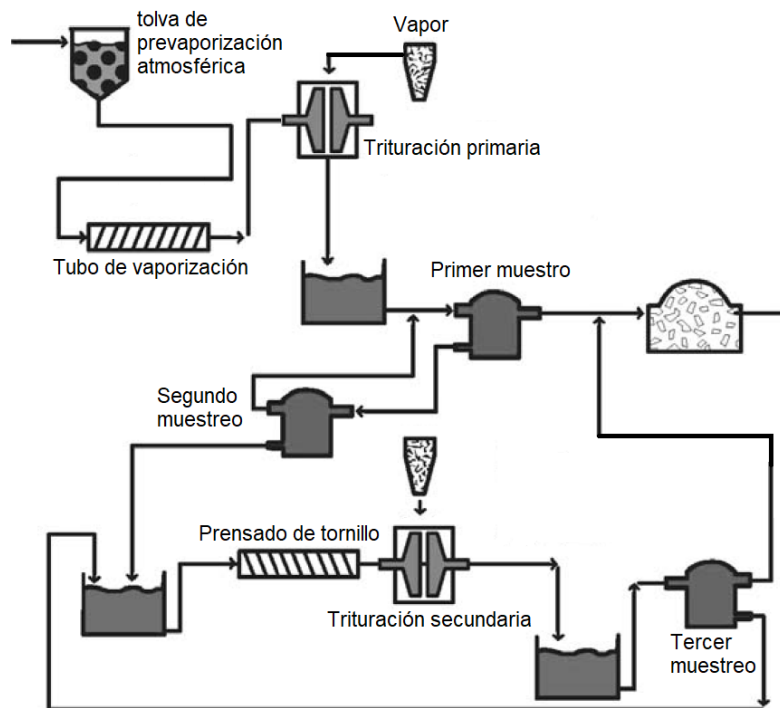 tolva de
prevaporización
atmosférica
Vapor
Trituración primaria
Tubo de vaporización
Primer muestro
Segundo
muestreo
Prensado de tornillo
Trituración secundaria
Tercer
muestreo